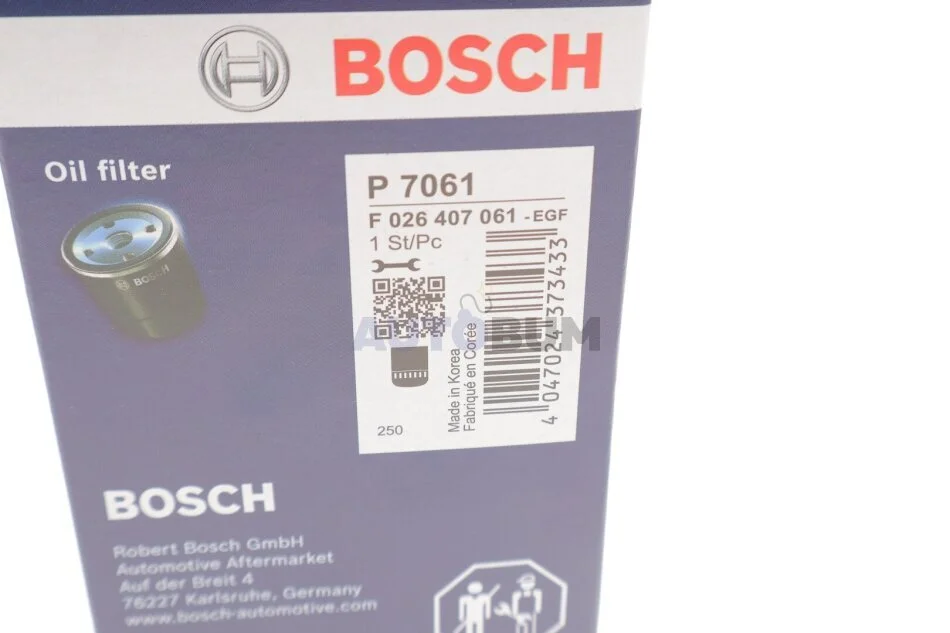 BOSCH
Oil filter
BOSCH
P 7061
F 026 407 061 - EGF
1 St/Pc
250
Made in Korea
Fabriqué en Corée
4 047024 373433
AUTOBUM
BOSCH
Robert Bosch GmbH
Automotive Aftermarket
Auf der Breit 4
76227 Karlsruhe, Germany
www.bosch-automotive.com